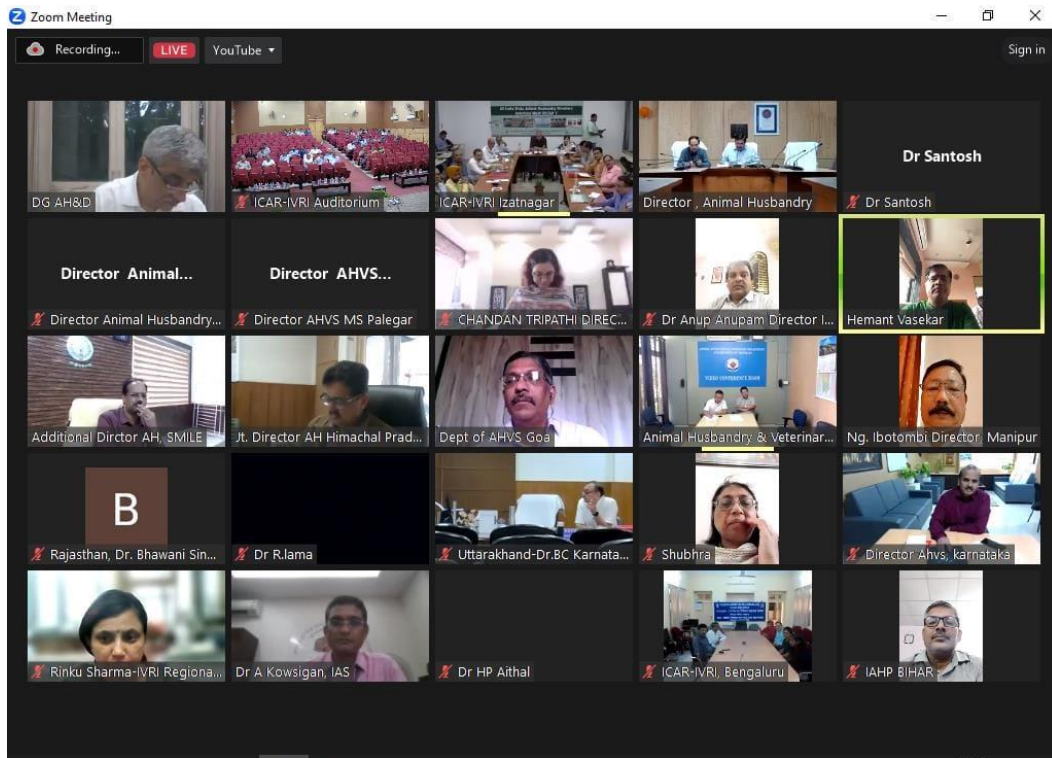 Zoom Meeting
Recording...
LIVE
YouTube
Sign in
DG AH&D
ICAR-IVRI Auditorium
ICAR-IVRI Izatnagar
Director , Animal Husbandry
Dr Santosh
Dr Santosh
Director Animal...
Director Animal Husbandry...
Director AHVS...
Director AHVS MS Palegar
CHANDAN TRIPATHI DIREC...
Dr Anup Anupam Director I...
Hemant Vasekar
Additional Dirctor AH, SMILE
Jt. Director AH Himachal Prad...
Dept of AHVS Goa
VIDEO CONFERENCE ROOM
Animal Husbandry & Veterinar...
Ng. Ibotombi Director, Manipur
B
Rajasthan, Dr. Bhawani Sin...
Dr R.lama
Uttarakhand-Dr.BC Karnata...
Shubhra
Director Ahvs, karnataka
Rinku Sharma-IVRI Regiona...
Dr A Kowsigan, IAS
Dr HP Aithal
ICAR-IVRI, Bengaluru
IAHP BIHAR